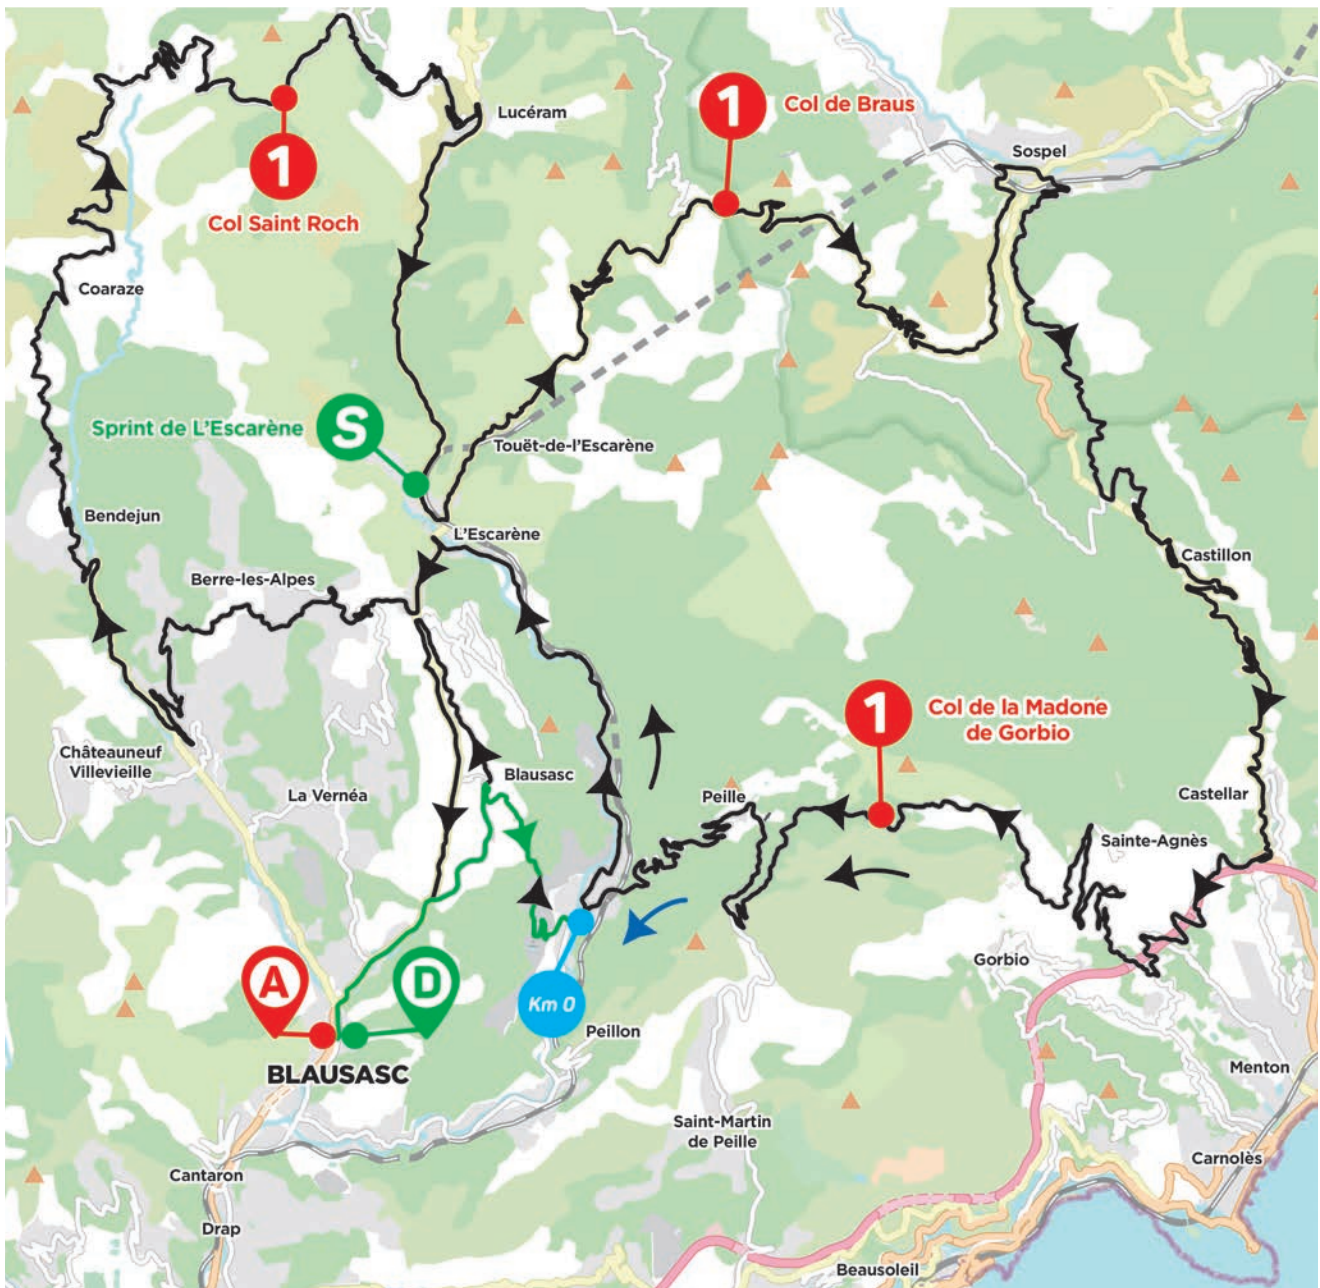 Lucéram
1
Col de Braus
Sospel
1
Col Saint Roch
Coaraze
S
Sprint de L'Escarène
Touët-de-l'Escarène
Bendejun
L'Escarène
Berre-les-Alpes
Castillon
1
Col de la Madone
de Gorbio
Châteauneuf
Villevieille
Blausasc
La Vernéa
Peille
Castellar
Sainte-Agnès
Gorbio
A
D
Km 0
Peillon
BLAUSASC
Menton
Saint-Martin
de Peille
Carnolès
Cantaron
Drap
Beausoleil